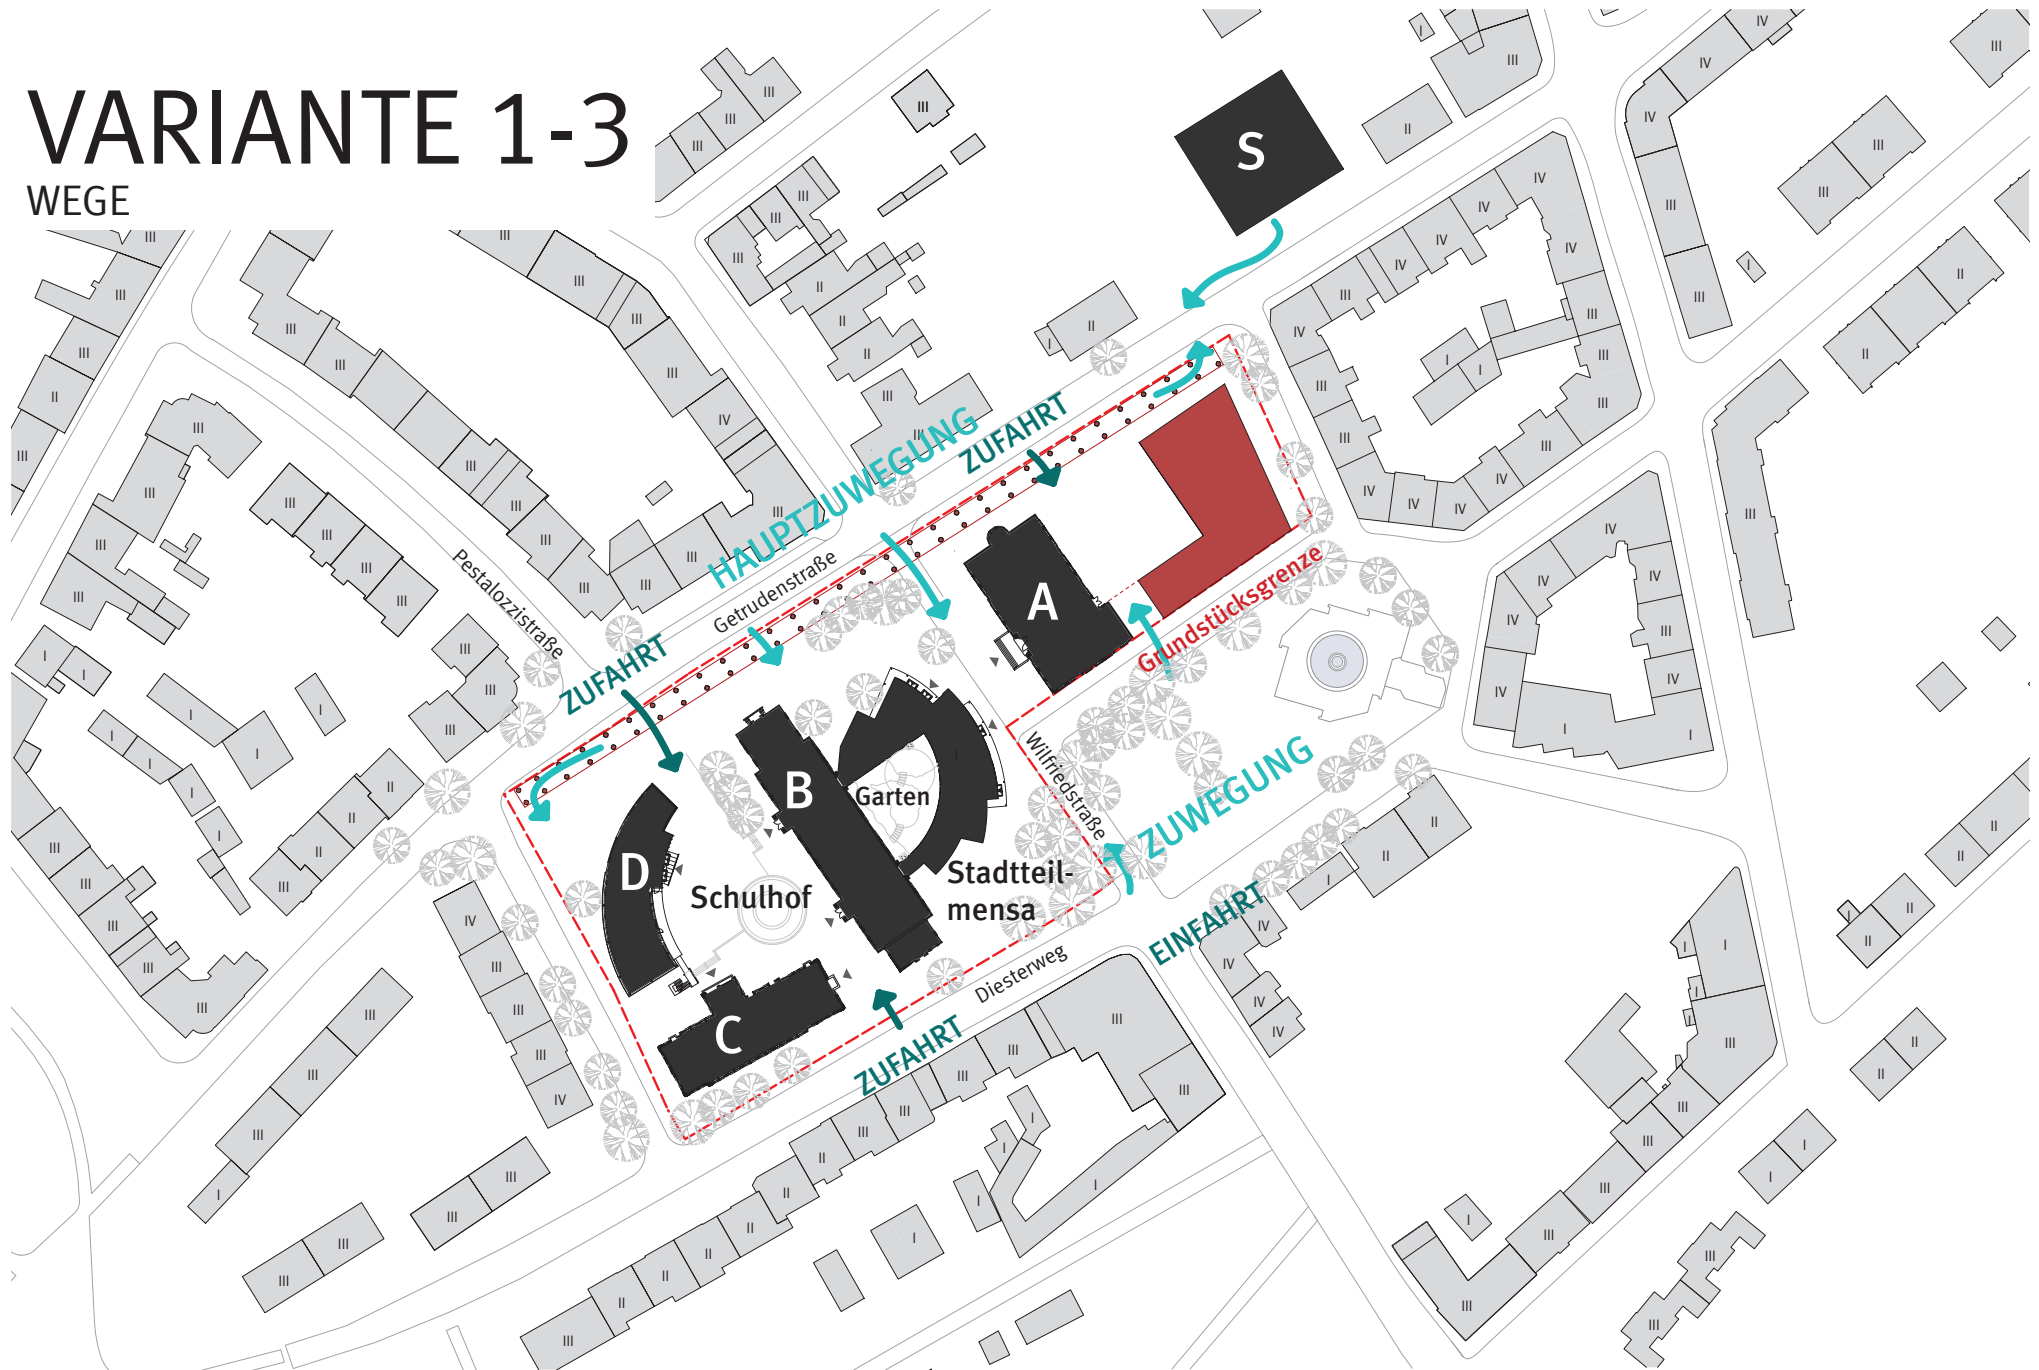 VARIANTE 1-3
WEGE
S
HAUPTZUWEGUNG
ZUFAHRT
Getrudenstraße
Pestalozzistraße
ZUFAHRT
A
Grundstücksgrenze
B
Garten
Wilfriedstraße
ZUWEGUNG
D
Schulhof
Stadtteil-
mensa
EINFAHRT
Diesterweg
C
ZUFAHRT